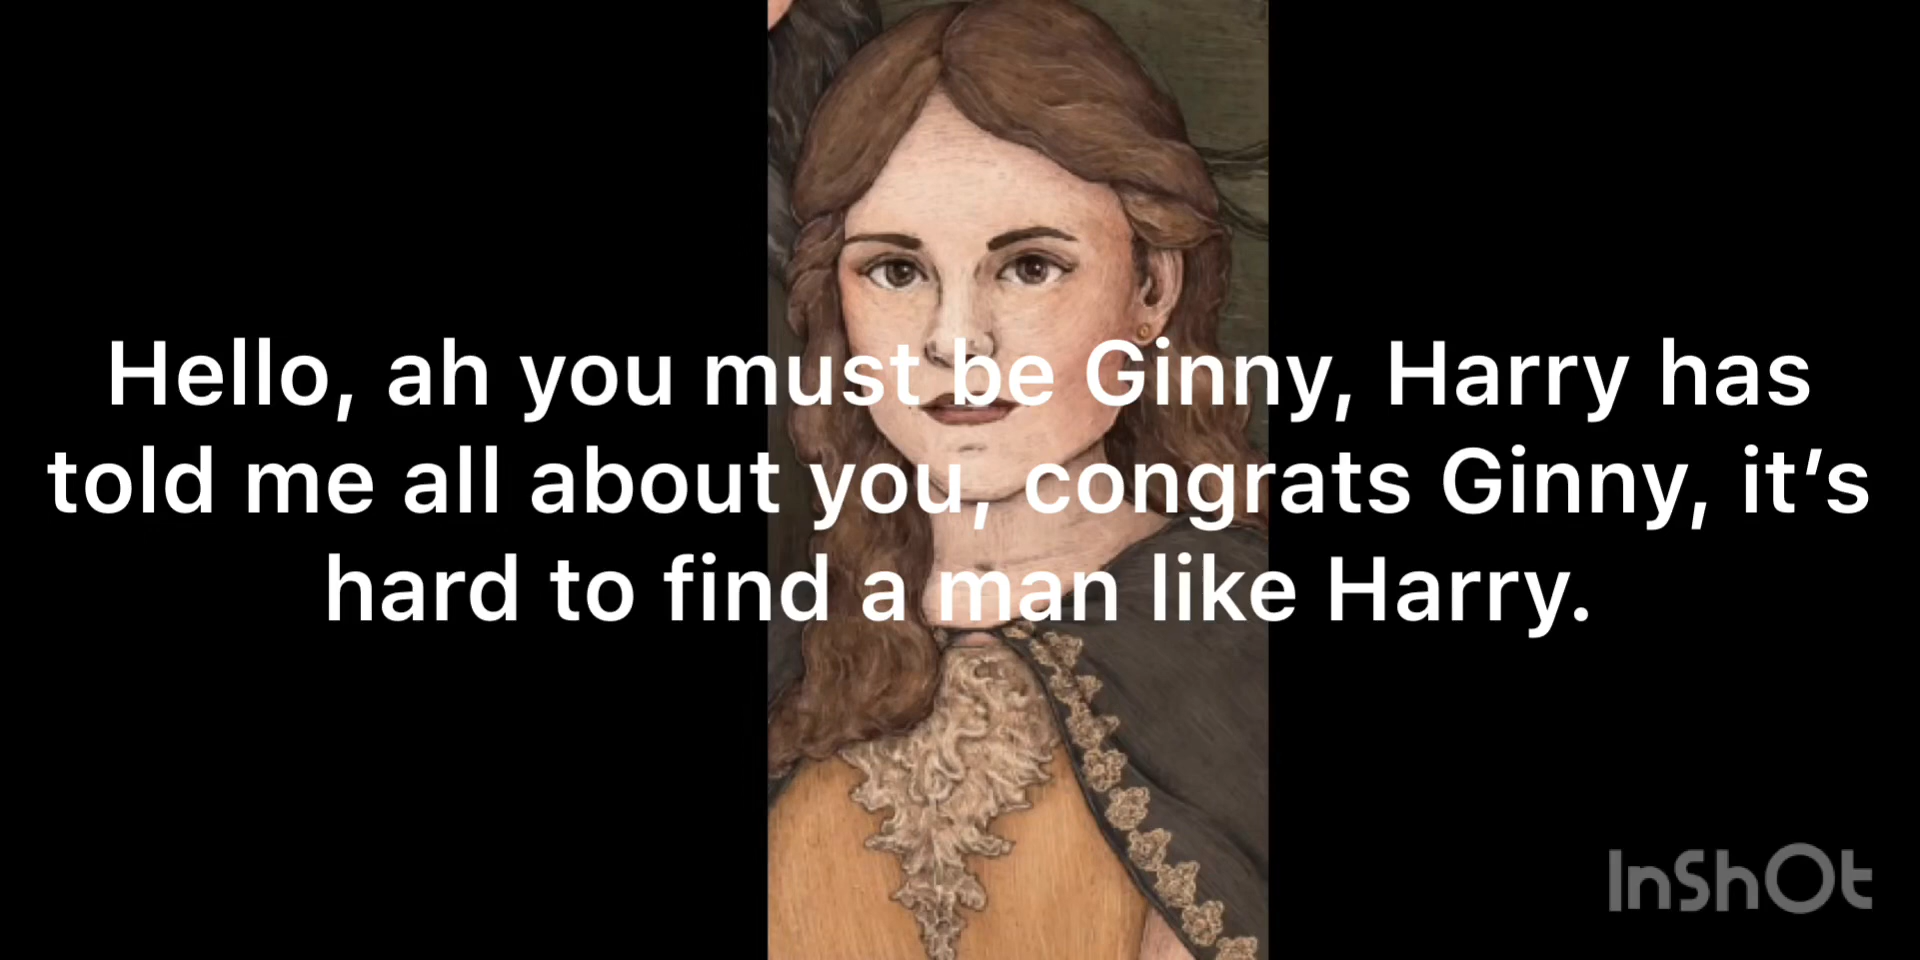 Hello, ah you must be Ginny, Harry has
told me all about you, congrats Ginny, it’s
hard to find a man like Harry.
InShOt